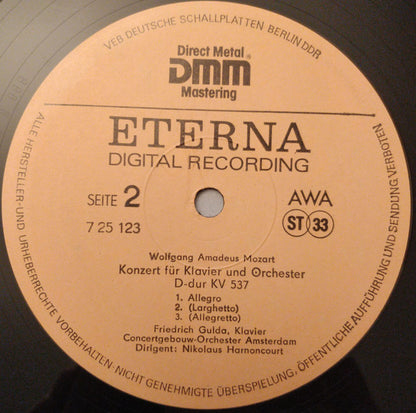 VEB DEUTSCHE SCHALLPLATTEN BERLIN DDR
Direct Metal
DMM
Mastering
ETERNA
DIGITAL RECORDING
SEITE 2
AWA
7 25 123
ST 33
Wolfgang Amadeus Mozart
Konzert für Klavier und Orchester
D-dur KV 537
1. Allegro
2. (Larghetto)
3. (Allegretto)
Friedrich Gulda, Klavier
Concertgebouw-Orchester Amsterdam
Dirigent: Nikolaus Harnoncourt
ALLE HERSTELLER- UND URHEBERRECHTE VORBEHALTEN·NICHT GENEHMIGTE ÜBERSPIELUNG, ÖFFENTLICHE AUFFÜHRUNG UND SENDUNG VERBOTEN